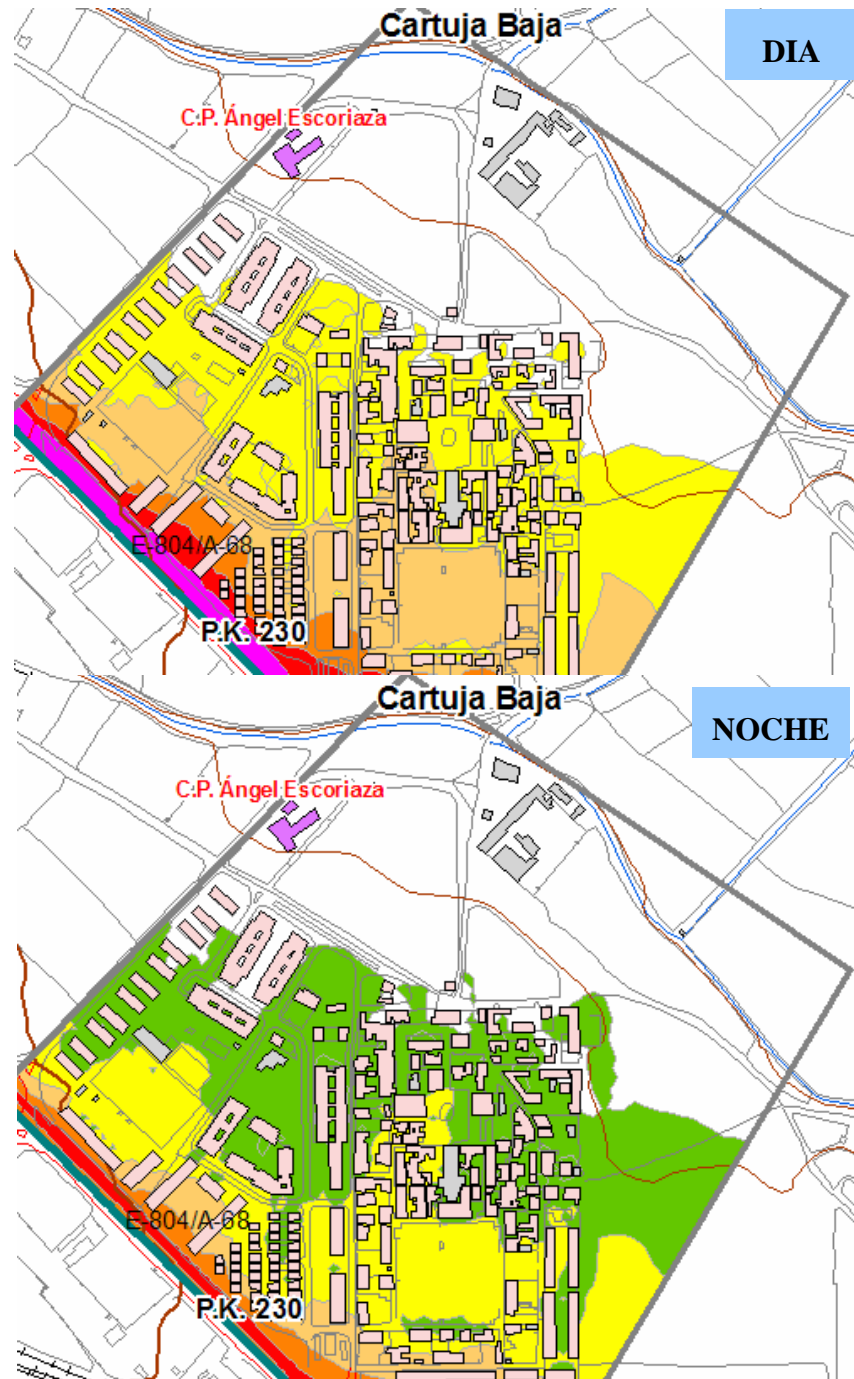 Cartuja Baja
DIA
C.P. Ángel Escoriaza
E-804/A-68
P.K. 230
Cartuja Baja
NOCHE
C.P. Ángel Escoriaza
E-804/A-68
P.K. 230